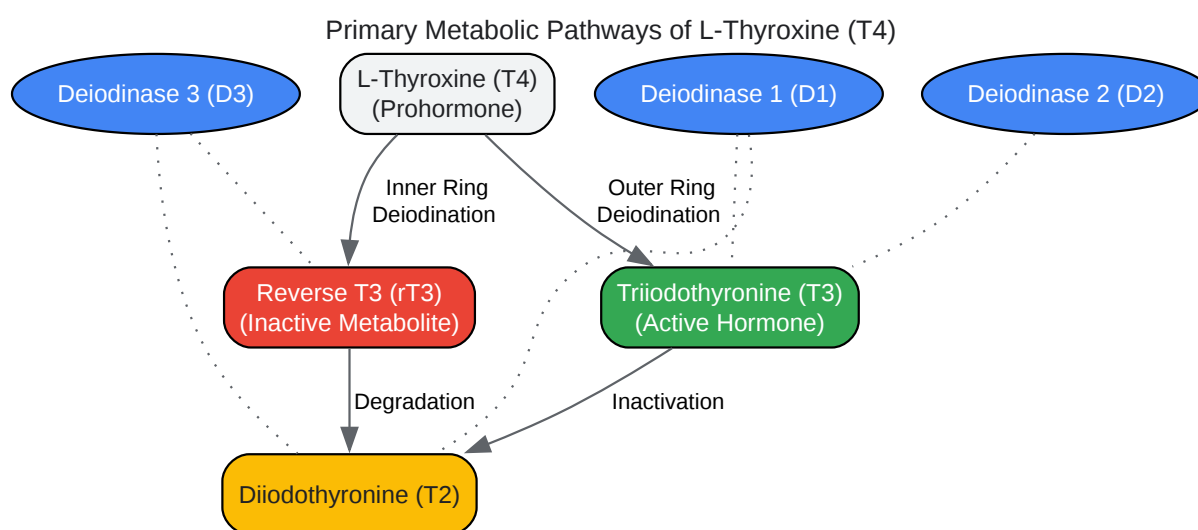 Primary Metabolic Pathways of L-Thyroxine (T4)
Deiodinase 3 (D3)
L-Thyroxine (T4)
(Prohormone)
Deiodinase 1 (D1)
Deiodinase 2 (D2)
Inner Ring
Deiodination
Outer Ring
Deiodination
Reverse T3 (rT3)
(Inactive Metabolite)
Triiodothyronine (T3)
(Active Hormone)
Degradation
Inactivation
Diiodothyronine (T2)